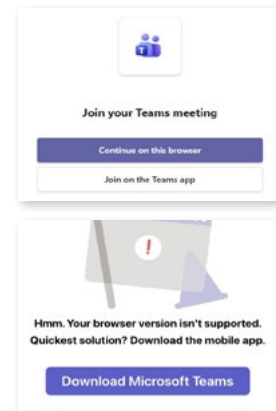 Join your Teams meeting
Continue on this browser
Join on the Teams app
!
Hmm. Your browser version isn't supported.
Quickest solution? Download the mobile app.
Download Microsoft Teams